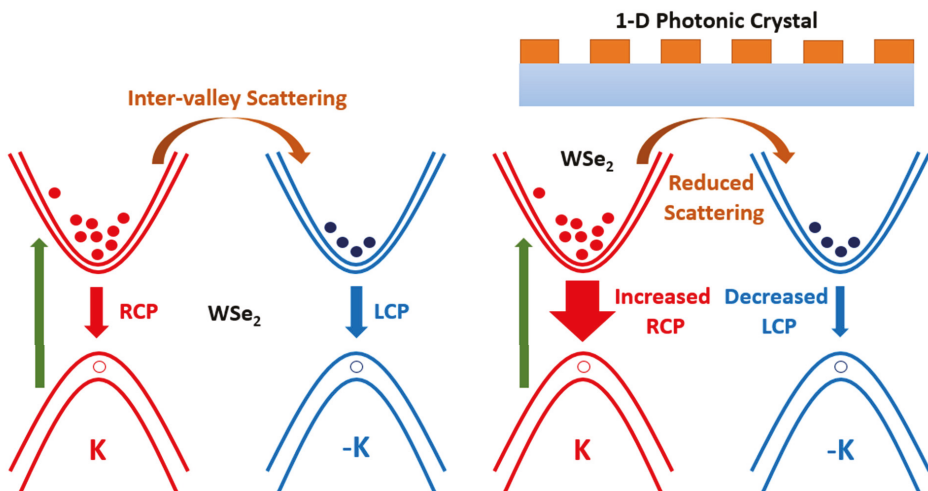 1-D Photonic Crystal
Inter-valley Scattering
WSe₂
Reduced
Scattering
RCP
WSe₂
LCP
Increased
RCP
Decreased
LCP
K
-K
K
-K